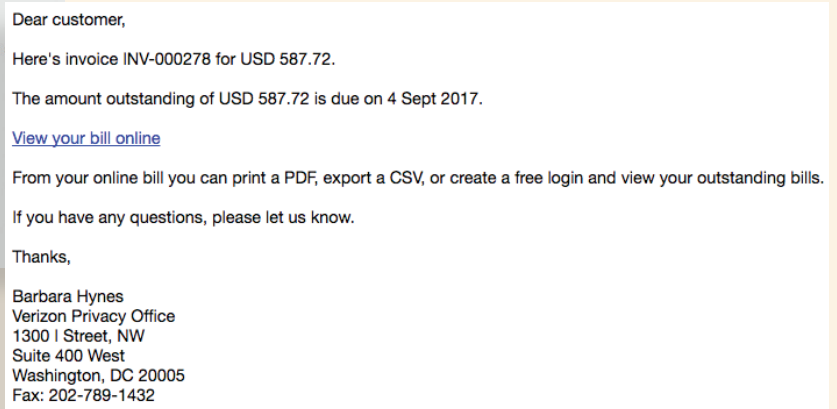 Dear customer,
Here's invoice INV-000278 for USD 587.72.
The amount outstanding of USD 587.72 is due on 4 Sept 2017.
View your bill online
From your online bill you can print a PDF, export a CSV, or create a free login and view your outstanding bills.
If you have any questions, please let us know.
Thanks,
Barbara Hynes
Verizon Privacy Office
1300 I Street, NW
Suite 400 West
Washington, DC 20005
Fax: 202-789-1432